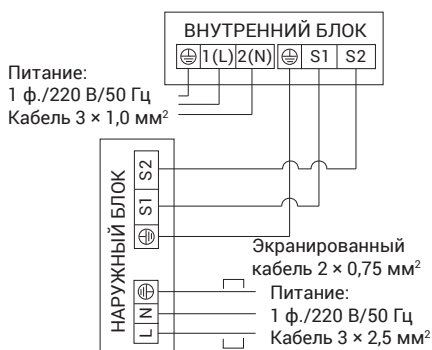 ВНУТРЕННИЙ БЛОК
1(L) 2(N) S1 S2
Питание:
1 ф./220 В/50 Гц
Кабель 3 × 1,0 мм²
НАРУЖНЫЙ БЛОК
S2
S1
N
L
Экранированный
кабель 2 × 0,75 мм²
Питание:
1 ф./220 В/50 Гц
Кабель 3 × 2,5 мм²